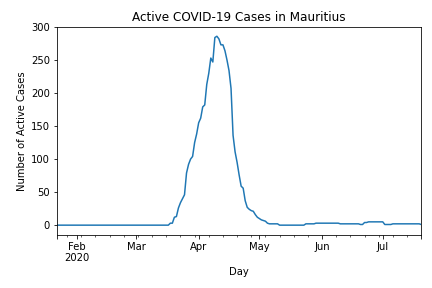 Active COVID-19 Cases in Mauritius
300
250
200
150
100
50
0
Number of Active Cases
Feb
2020
Mar
Apr
May
Jun
Jul
Day